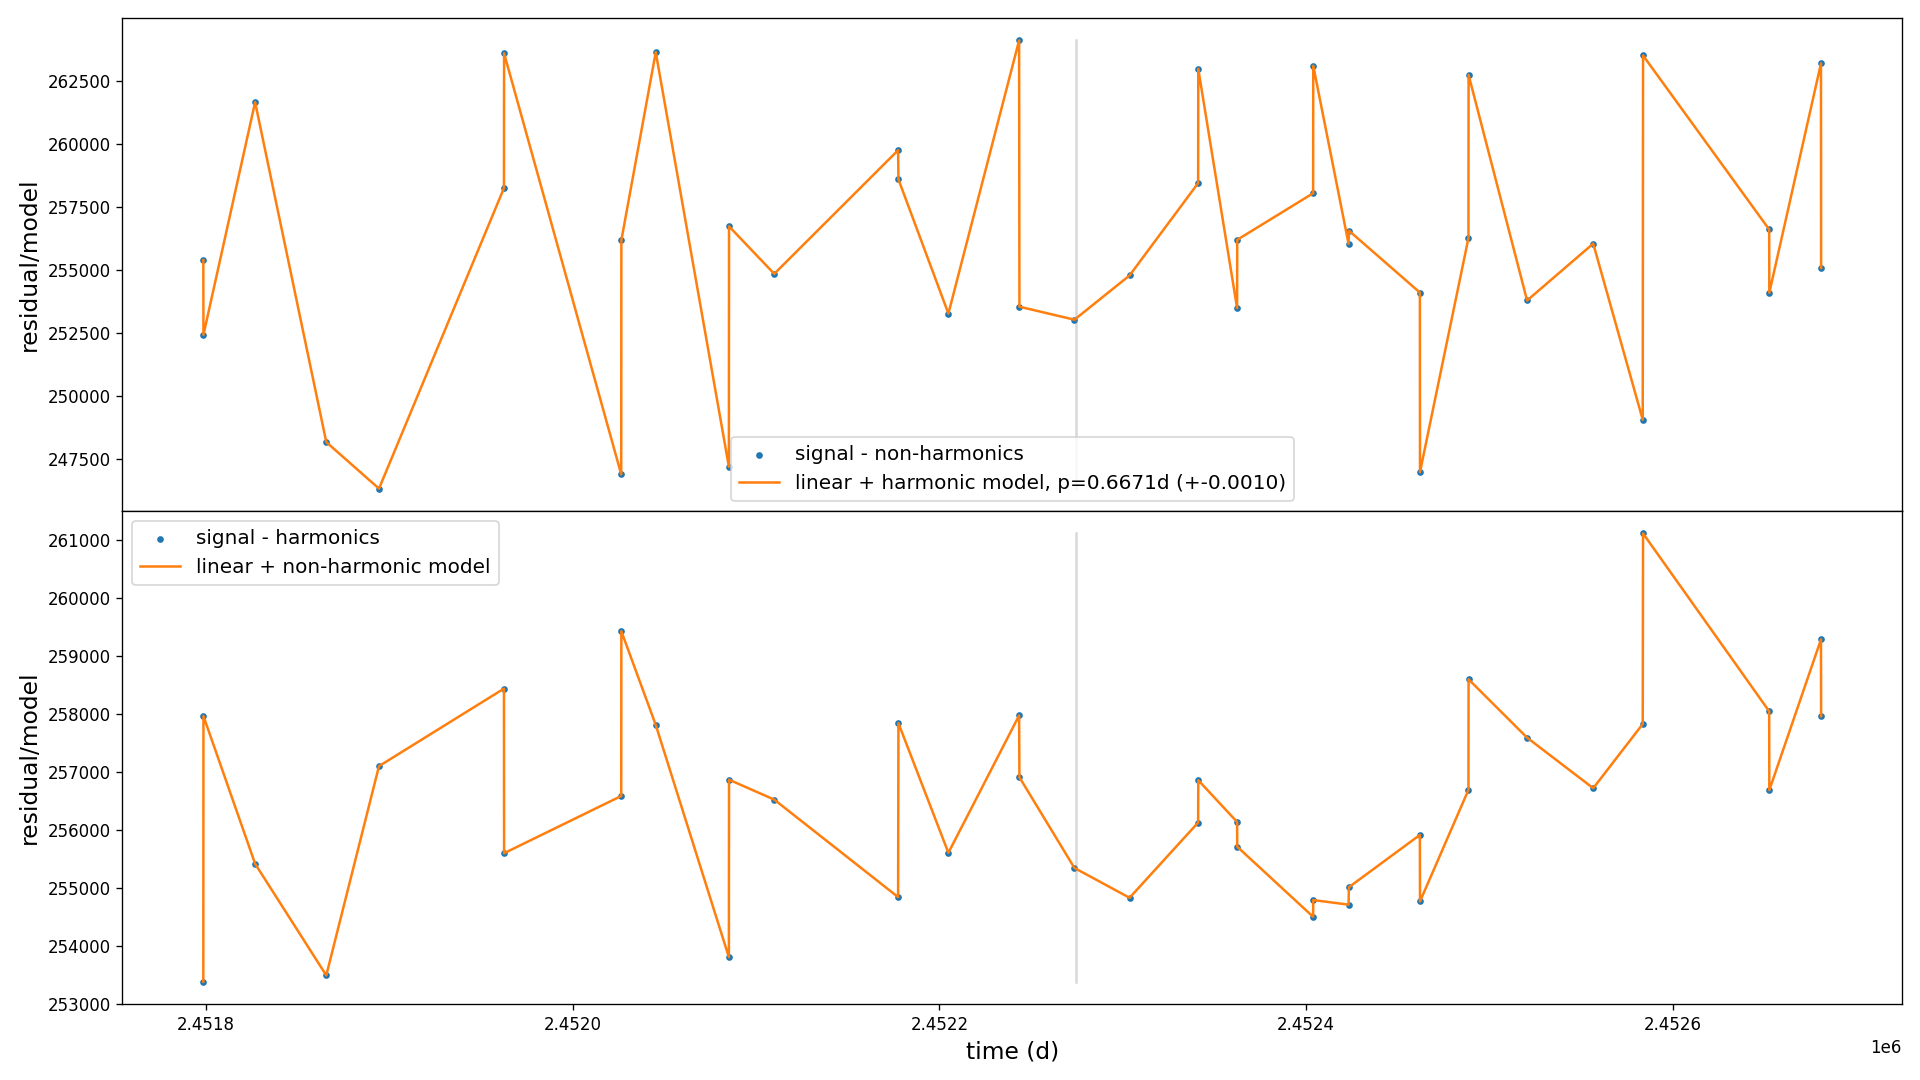 262500
260000
257500
255000
252500
250000
247500
residual/model
signal - non-harmonics
linear + harmonic model, p=0.6671d (+-0.0010)
signal - harmonics
linear + non-harmonic model
261000
260000
259000
258000
257000
256000
255000
254000
253000
residual/model
2.4518 2.4520 2.4522 2.4524 2.4526
time (d)
1e6